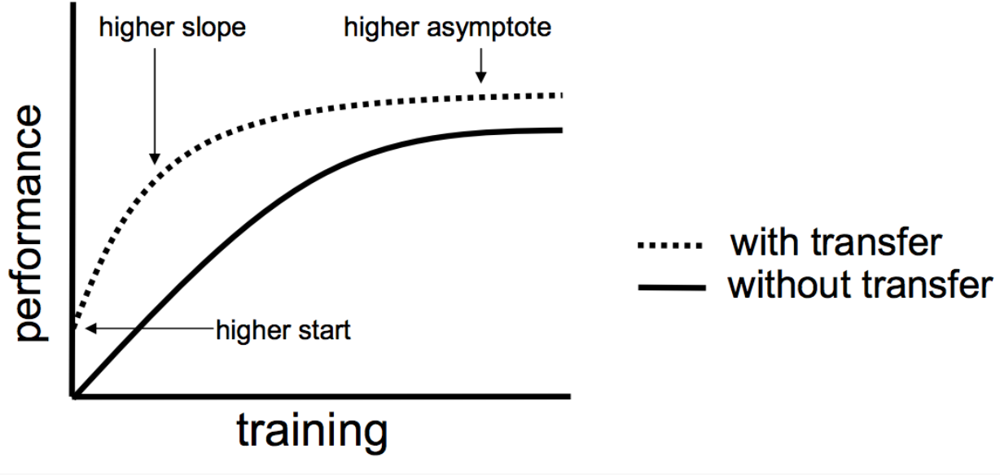 higher slope
higher asymptote
performance
higher start
training
with transfer
without transfer